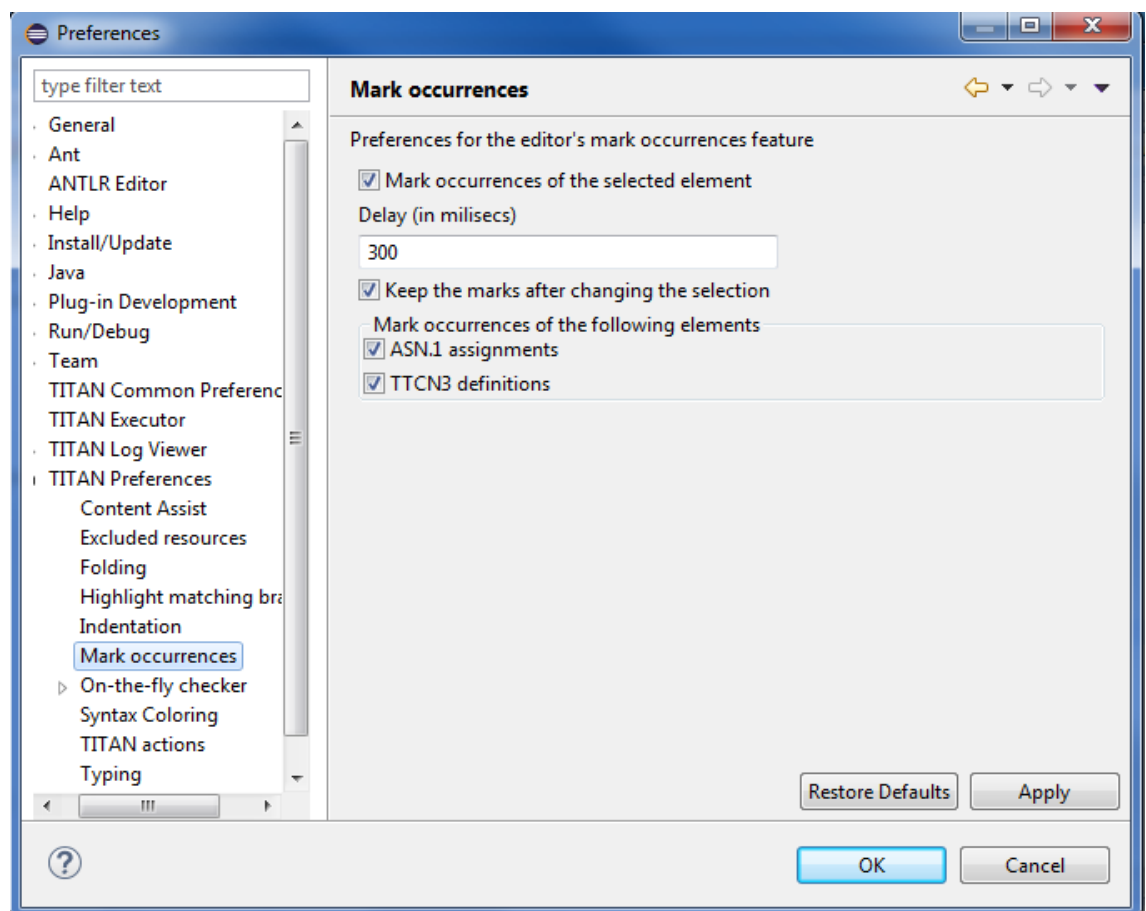 Preferences
type filter text
General
Ant
ANTLR Editor
Help
Install/Update
Java
Plug-in Development
Run/Debug
Team
TITAN Common Preferenc
TITAN Executor
TITAN Log Viewer
TITAN Preferences
Content Assist
Excluded resources
Folding
Highlight matching bra
Indentation
Mark occurrences
On-the-fly checker
Syntax Coloring
TITAN actions
Typing
Mark occurrences
Preferences for the editor's mark occurrences feature
Mark occurrences of the selected element
Delay (in milisecs)
300
Keep the marks after changing the selection
Mark occurrences of the following elements
ASN.1 assignments
TTCN3 definitions
Restore Defaults Apply
OK Cancel